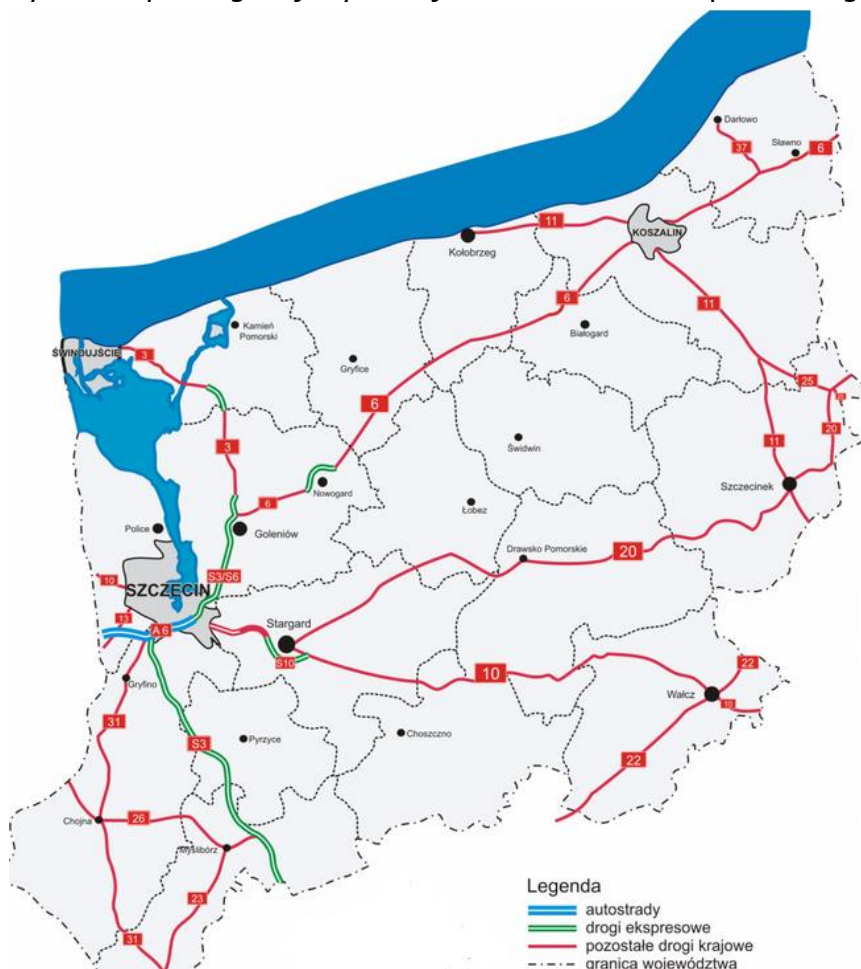 Darłowo
37
Sławno
6
11
KOSZALIN
Kołobrzeg
11
6
Kamień
Pomorski
Białogard
ŚWINDUJŚCIE
3
Gryfice
25
6
20
11
3
Świdwin
Szczecinek
6
Nowogard
Łobez
Police
Goleniów
20
Drawsko Pomorskie
10
S3/S6
SZCZECIN
13
Stargard
A 6
S10
22
10
Wałcz
10
Gryfino
31
S3
Pyrzyce
Choszczno
22
Chojna
26
Myślibórz
23
31
Legenda
autostrady
drogi ekspresowe
pozostałe drogi krajowe
granica województwa